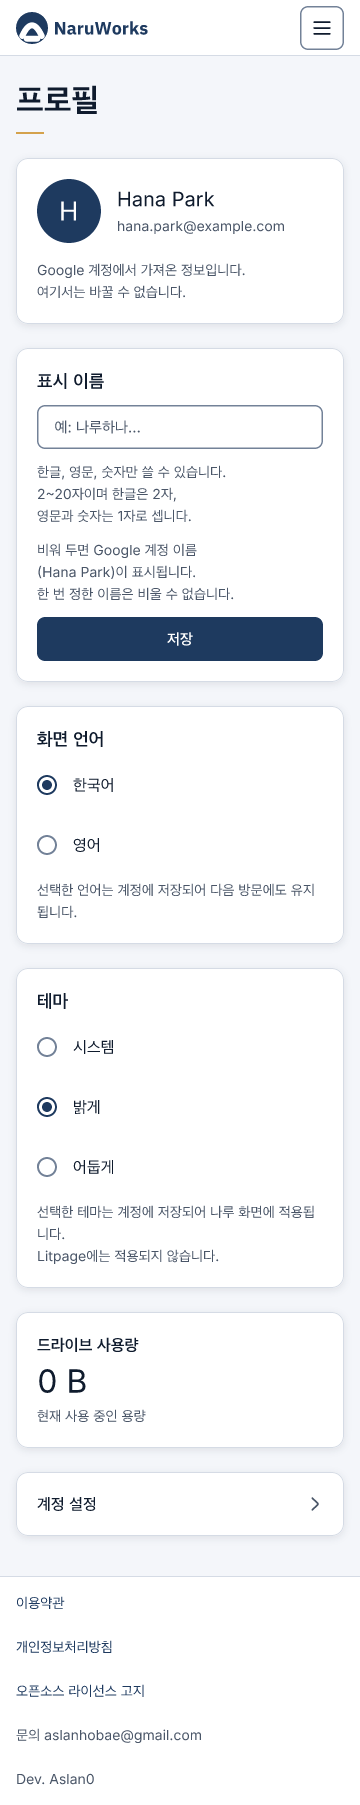 NaruWorks
프로필
H
Hana Park
hana.park@example.com
Google 계정에서 가져온 정보입니다.
여기서는 바꿀 수 없습니다.
표시 이름
예: 나루하나...
한글, 영문, 숫자만 쓸 수 있습니다.
2~20자이며 한글은 2자,
영문과 숫자는 1자로 셉니다.
비워 두면 Google 계정 이름
(Hana Park)이 표시됩니다.
한 번 정한 이름은 비울 수 없습니다.
저장
화면 언어
한국어
영어
선택한 언어는 계정에 저장되어 다음 방문에도 유지
됩니다.
테마
시스템
밝게
어둡게
선택한 테마는 계정에 저장되어 나루 화면에 적용됩
니다.
Litpage에는 적용되지 않습니다.
드라이브 사용량
0 B
현재 사용 중인 용량
계정 설정
이용약관
개인정보처리방침
오픈소스 라이선스 고지
문의 aslanhobae@gmail.com
Dev. Aslan0